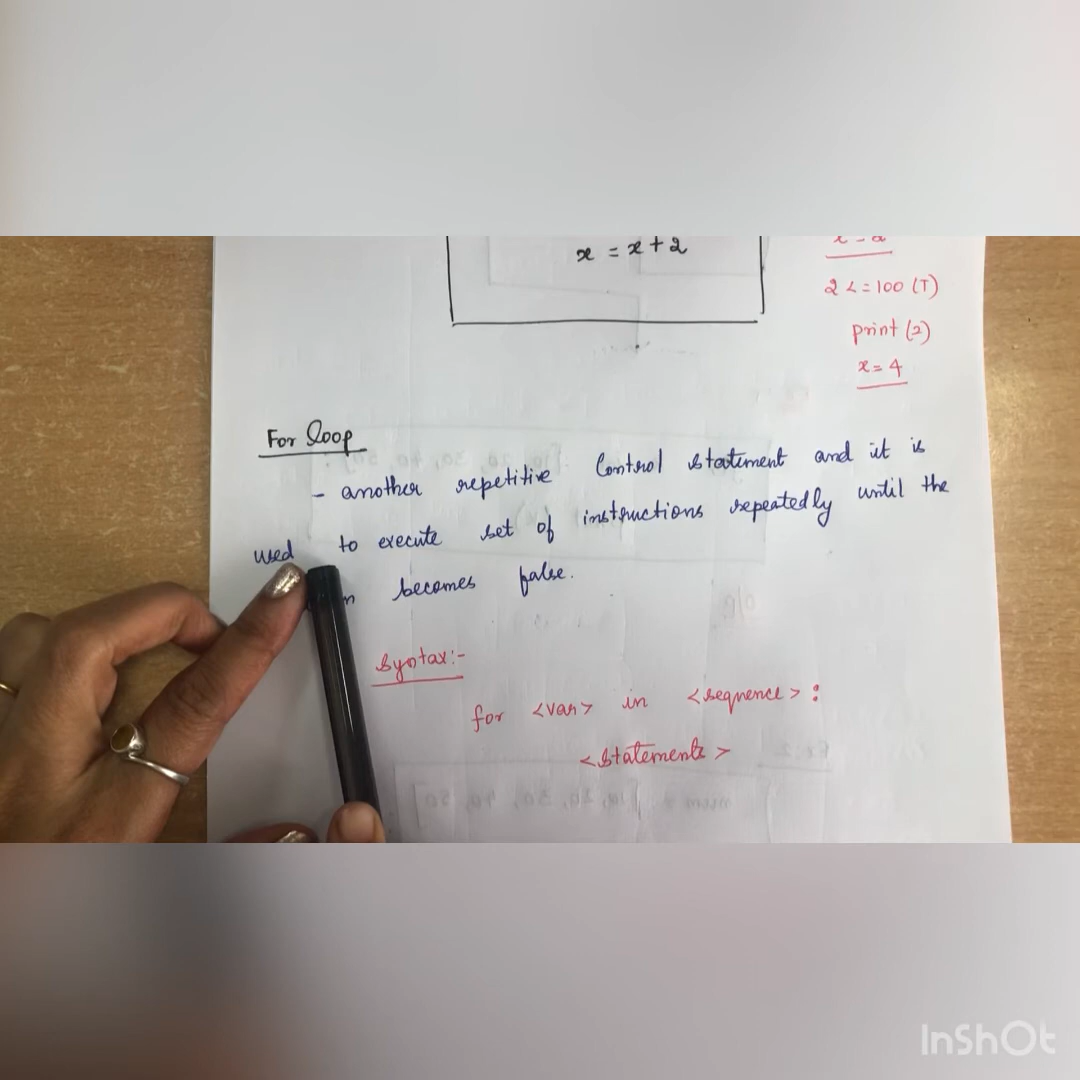 x = x + 2
2 <= 100 (T)
print (2)
x = 4
For loop
- another repetitive Control statement and it is
used to execute set of instructions repeatedly until the
becomes false.
Syntax:-
for <var> in <sequence> :
<statements>
InShOt